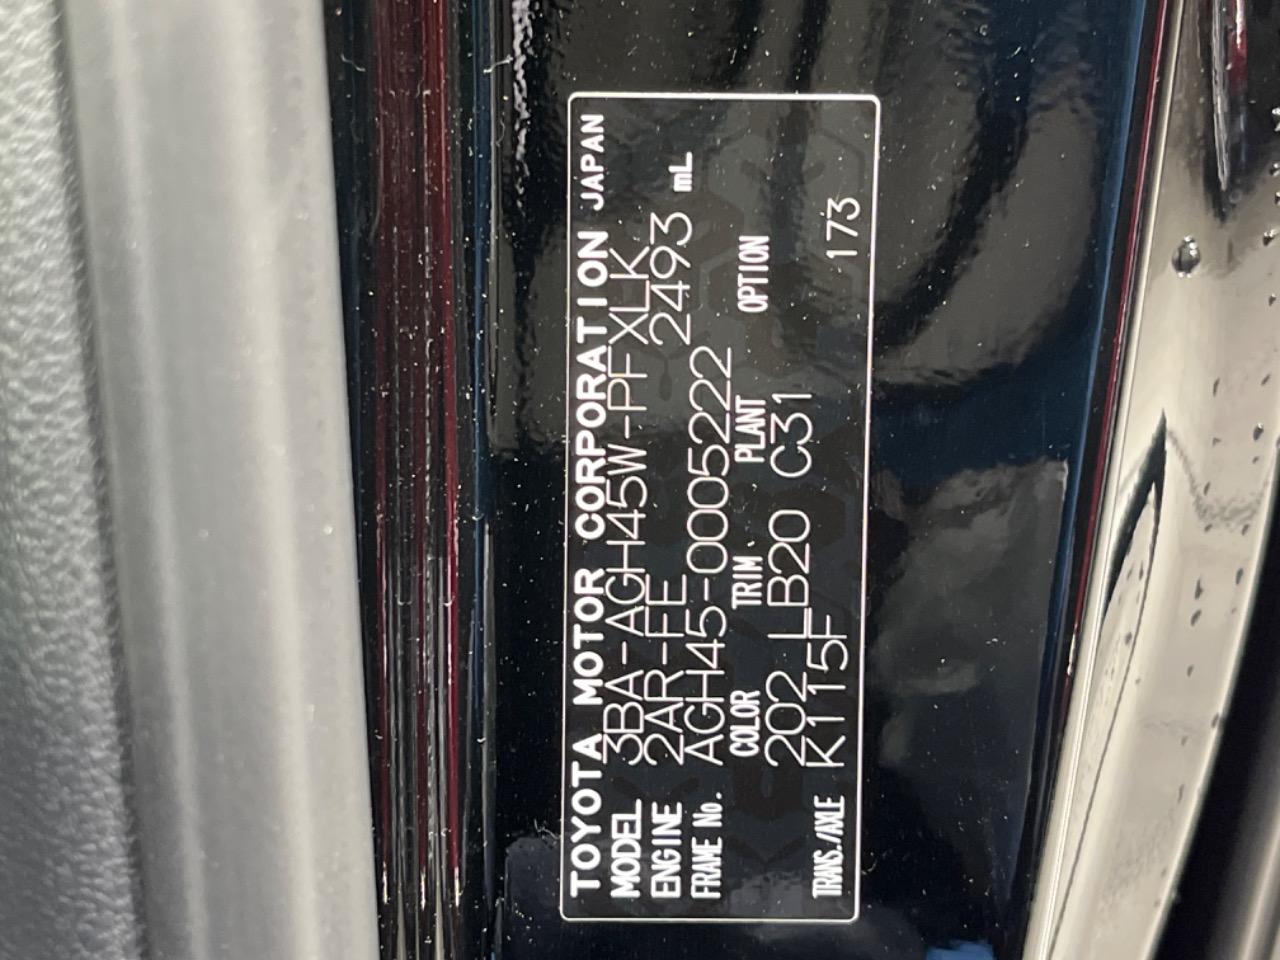 TOYOTA MOTOR CORPORATION JAPAN
MODEL 3BA-AGH45W-PFXLK
ENGINE 2AR-FE 2493 mL
FRAME No. AGH45-0005222
COLOR TRIM PLANT OPTION
202 LB20 C31
TRANS./AXLE K115F 173